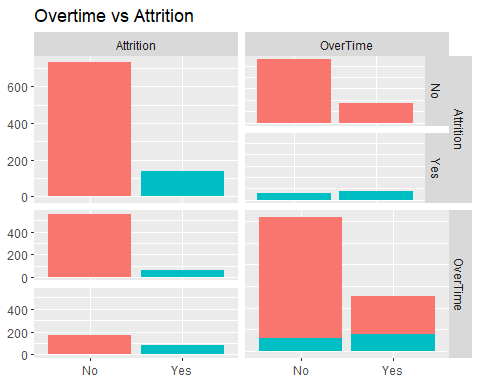 Overtime vs Attrition
Attrition
OverTime
600
400
200
0
No
Yes
Attrition
400
200
0
400
200
0
OverTime
No
Yes
No
Yes